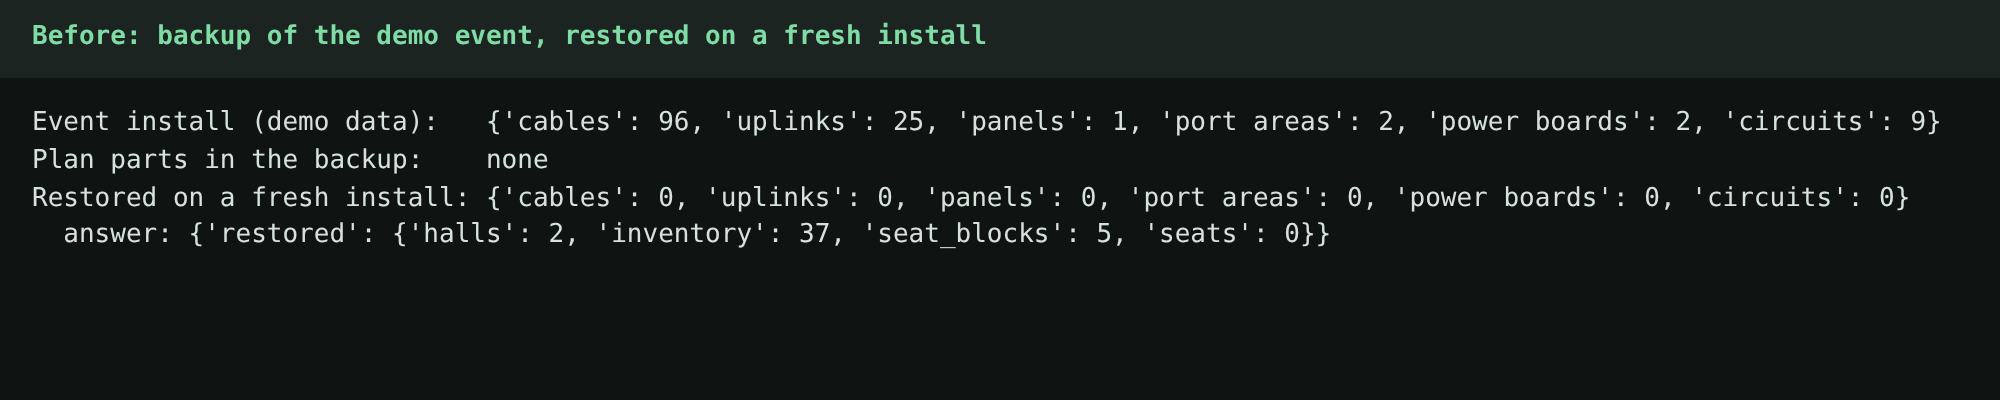 Before: backup of the demo event, restored on a fresh install
Event install (demo data):   {'cables': 96, 'uplinks': 25, 'panels': 1, 'port areas': 2, 'power boards': 2, 'circuits': 9}
Plan parts in the backup:    none
Restored on a fresh install: {'cables': 0, 'uplinks': 0, 'panels': 0, 'port areas': 0, 'power boards': 0, 'circuits': 0}
  answer: {'restored': {'halls': 2, 'inventory': 37, 'seat_blocks': 5, 'seats': 0}}